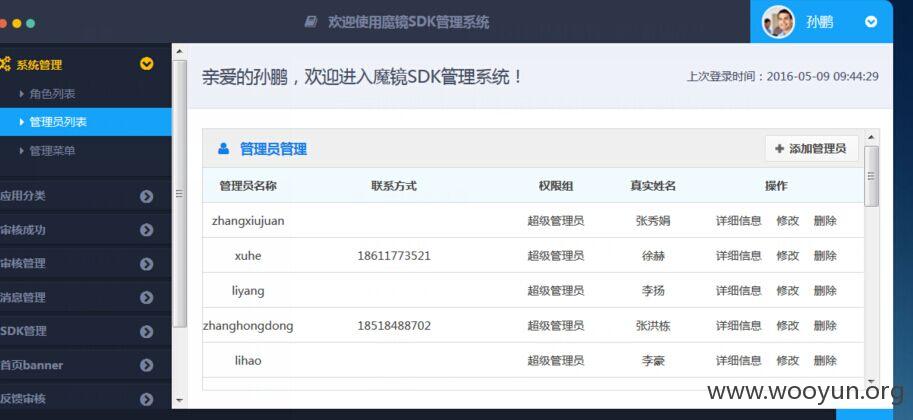 欢迎使用魔镜SDK管理系统
孙鹏
系统管理
角色列表
管理员列表
管理菜单
应用分类
审核成功
审核管理
消息管理
SDK管理
首页banner
反馈审核
亲爱的孙鹏，欢迎进入魔镜SDK管理系统！
上次登录时间：2016-05-09 09:44:29
管理员管理
添加管理员
管理员名称 联系方式 权限组 真实姓名 操作
zhangxiujuan 超级管理员 张秀娟 详细信息 修改 删除
xuhe 18611773521 超级管理员 徐赫 详细信息 修改 删除
liyang 超级管理员 李扬 详细信息 修改 删除
zhanghongdong 18518488702 超级管理员 张洪栋 详细信息 修改 删除
lihao 超级管理员 李豪 详细信息 修改 删除
www.wooyun.org